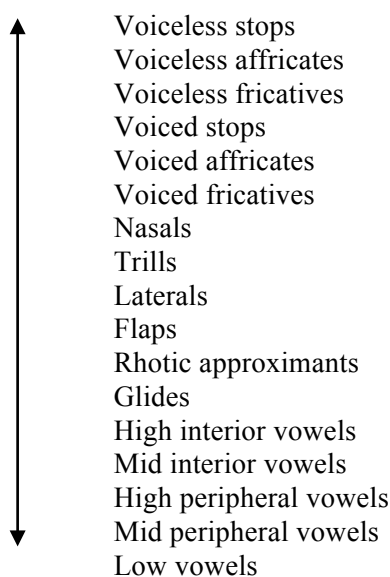 Voiceless stops
Voiceless affricates
Voiceless fricatives
Voiced stops
Voiced affricates
Voiced fricatives
Nasals
Trills
Laterals
Flaps
Rhotic approximants
Glides
High interior vowels
Mid interior vowels
High peripheral vowels
Mid peripheral vowels
Low vowels